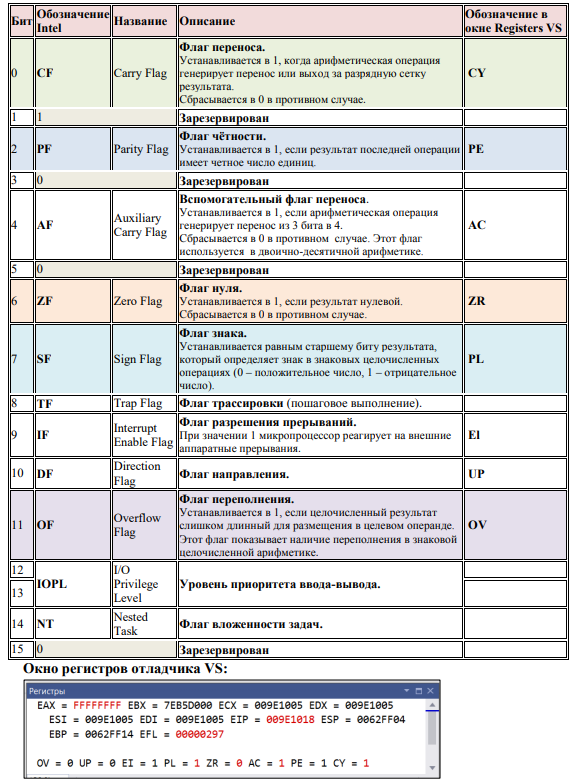 Бит Обозначение Intel Название Описание Обозначение в окне Registers VS
0 CF Carry Flag Флаг переноса.
Устанавливается в 1, когда арифметическая операция
генерирует перенос или выход за разрядную сетку
результата.
Сбрасывается в 0 в противном случае.
CY
1 1 Зарезервирован
2 PF Parity Flag Флаг чётности.
Устанавливается в 1, если результат последней операции
имеет четное число единиц.
PE
3 0 Зарезервирован
4 AF Auxiliary Carry Flag Вспомогательный флаг переноса.
Устанавливается в 1, если арифметическая операция
генерирует перенос из 3 бита в 4.
Сбрасывается в 0 в противном случае. Этот флаг
используется в двоично-десятичной арифметике.
AC
5 0 Зарезервирован
6 ZF Zero Flag Флаг нуля.
Устанавливается в 1, если результат нулевой.
Сбрасывается в 0 в противном случае.
ZR
7 SF Sign Flag Флаг знака.
Устанавливается равным старшему биту результата,
который определяет знак в знаковых целочисленных
операциях (0 – положительное число, 1 – отрицательное
число).
PL
8 TF Trap Flag Флаг трассировки (пошаговое выполнение).
9 IF Interrupt Enable Flag Флаг разрешения прерываний.
При значении 1 микропроцессор реагирует на внешние
аппаратные прерывания.
EI
10 DF Direction Flag Флаг направления. UP
11 OF Overflow Flag Флаг переполнения.
Устанавливается в 1, если целочисленный результат
слишком длинный для размещения в целевом операнде.
Этот флаг показывает наличие переполнения в знаковой
целочисленной арифметике.
OV
12
13
IOPL I/O Privilege Level Уровень приоритета ввода-вывода.
14 NT Nested Task Флаг вложенности задач.
15 0 Зарезервирован
Окно регистров отладчика VS:
Регистры
EAX = FFFFFFFF EBX = 7EB5D000 ECX = 009E1005 EDX = 009E1005
ESI = 009E1005 EDI = 009E1005 EIP = 009E1018 ESP = 0062FF04
EBP = 0062FF14 EFL = 00000297
OV = 0 UP = 0 EI = 1 PL = 1 ZR = 0 AC = 1 PE = 1 CY = 1